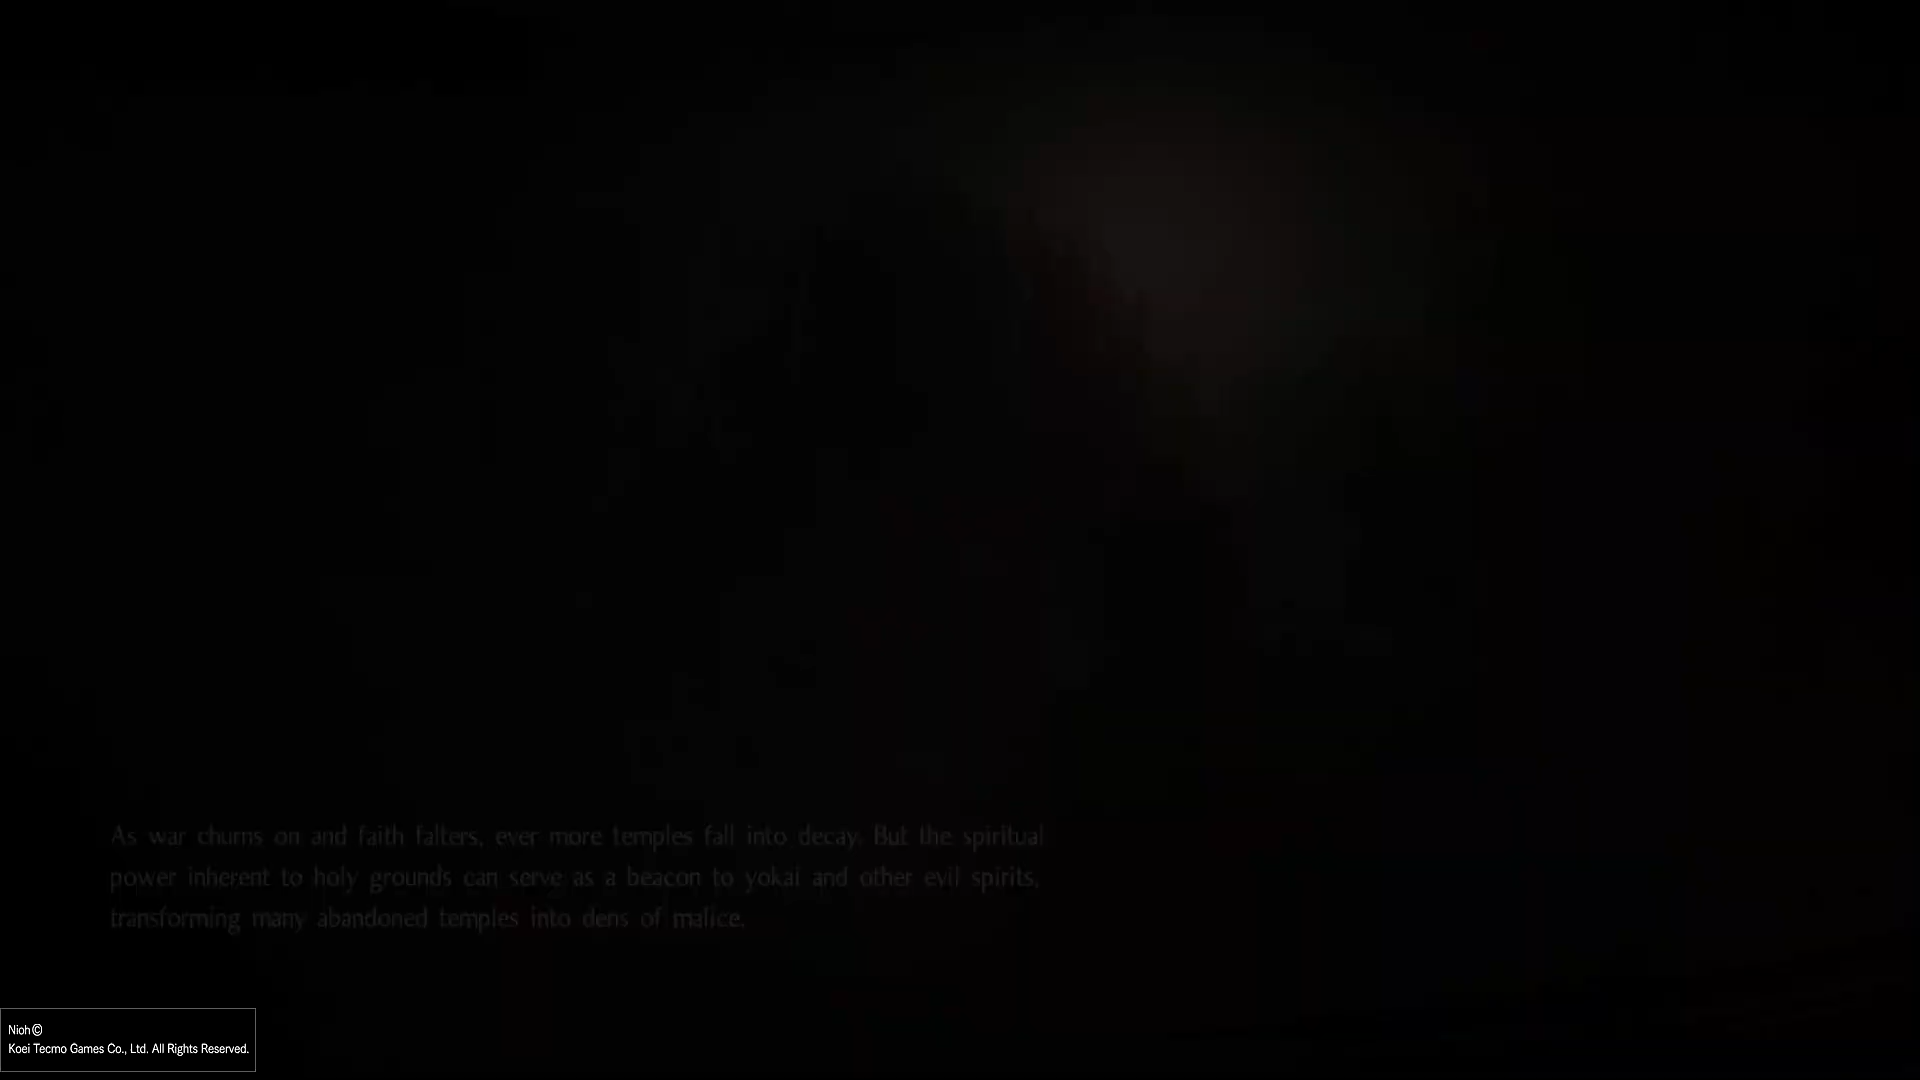 As war churns on and faith falters, ever more temples fall into decay. But the spiritual
power inherent to holy grounds can serve as a beacon to yokai and other evil spirits,
transforming many abandoned temples into dens of malice.
Nioh©
Koei Tecmo Games Co., Ltd. All Rights Reserved.